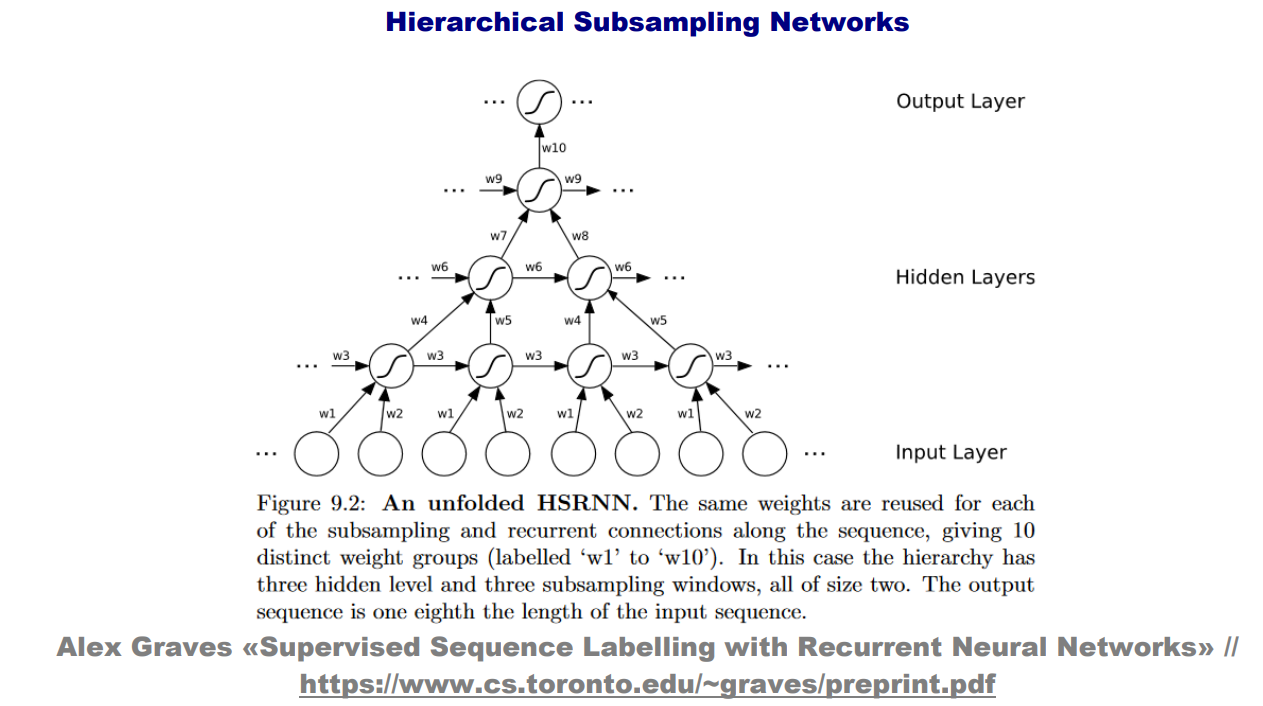 Hierarchical Subsampling Networks
... ... Output Layer
w10
... w9 w9 ...
w7 w8
... w6 w6 w6 ... Hidden Layers
w4 w5 w4 w5
... w3 w3 w3 w3 w3 ...
w1 w2 w1 w2 w1 w2 w1 w2
... ... Input Layer
Figure 9.2: An unfolded HSRNN. The same weights are reused for each
of the subsampling and recurrent connections along the sequence, giving 10
distinct weight groups (labelled ‘w1’ to ‘w10’). In this case the hierarchy has
three hidden level and three subsampling windows, all of size two. The output
sequence is one eighth the length of the input sequence.
Alex Graves «Supervised Sequence Labelling with Recurrent Neural Networks» //
https://www.cs.toronto.edu/~graves/preprint.pdf